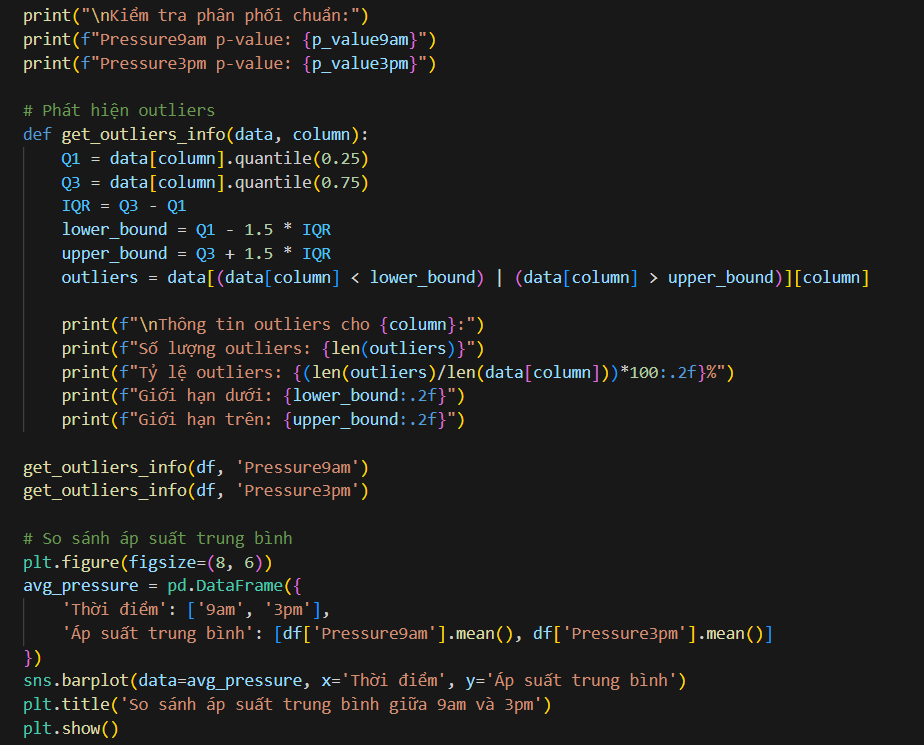 print("\nKiểm tra phân phối chuẩn:")
print(f"Pressure9am p-value: {p_value9am}")
print(f"Pressure3pm p-value: {p_value3pm}")

# Phát hiện outliers
def get_outliers_info(data, column):
    Q1 = data[column].quantile(0.25)
    Q3 = data[column].quantile(0.75)
    IQR = Q3 - Q1
    lower_bound = Q1 - 1.5 * IQR
    upper_bound = Q3 + 1.5 * IQR
    outliers = data[(data[column] < lower_bound) | (data[column] > upper_bound)][column]

    print(f"\nThông tin outliers cho {column}:")
    print(f"Số lượng outliers: {len(outliers)}")
    print(f"Tỷ lệ outliers: {(len(outliers)/len(data[column]))*100:.2f}%")
    print(f"Giới hạn dưới: {lower_bound:.2f}")
    print(f"Giới hạn trên: {upper_bound:.2f}")

get_outliers_info(df, 'Pressure9am')
get_outliers_info(df, 'Pressure3pm')

# So sánh áp suất trung bình
plt.figure(figsize=(8, 6))
avg_pressure = pd.DataFrame({
    'Thời điểm': ['9am', '3pm'],
    'Áp suất trung bình': [df['Pressure9am'].mean(), df['Pressure3pm'].mean()]
})
sns.barplot(data=avg_pressure, x='Thời điểm', y='Áp suất trung bình')
plt.title('So sánh áp suất trung bình giữa 9am và 3pm')
plt.show()